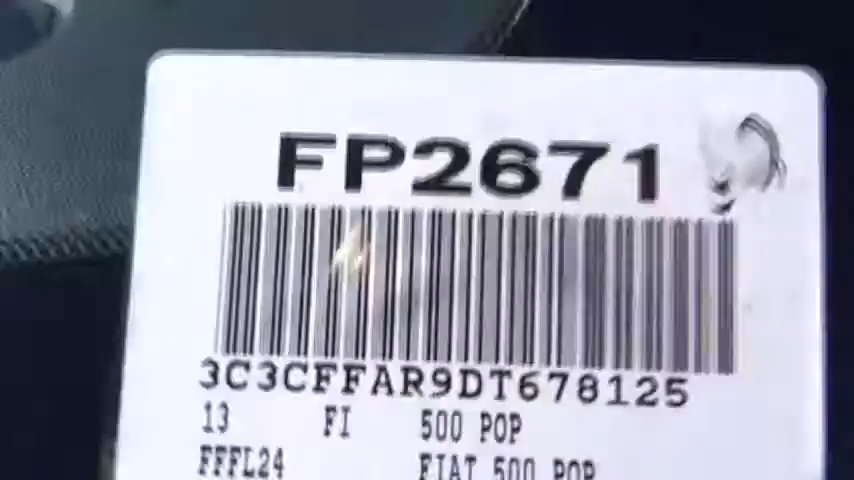 FP2671
3C3CFFAR9DT678125
13 FI 500 POP
FFFL24 FIAT 500 POP